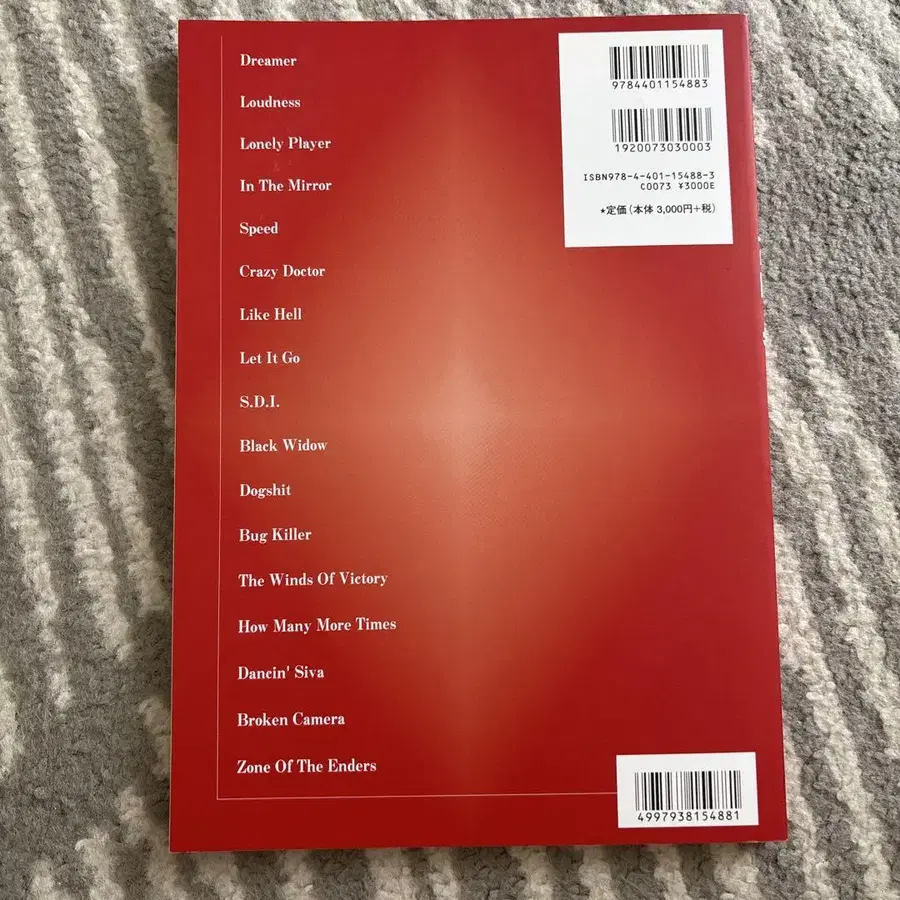 Dreamer
Loudness
Lonely Player
In The Mirror
Speed
Crazy Doctor
Like Hell
Let It Go
S.D.I.
Black Widow
Dogshit
Bug Killer
The Winds Of Victory
How Many More Times
Dancin' Siva
Broken Camera
Zone Of The Enders
9784401154883
1920073030003
ISBN978-4-401-15488-3
C0073 ¥3000E
★定価(本体 3,000円+税)
4997938154881